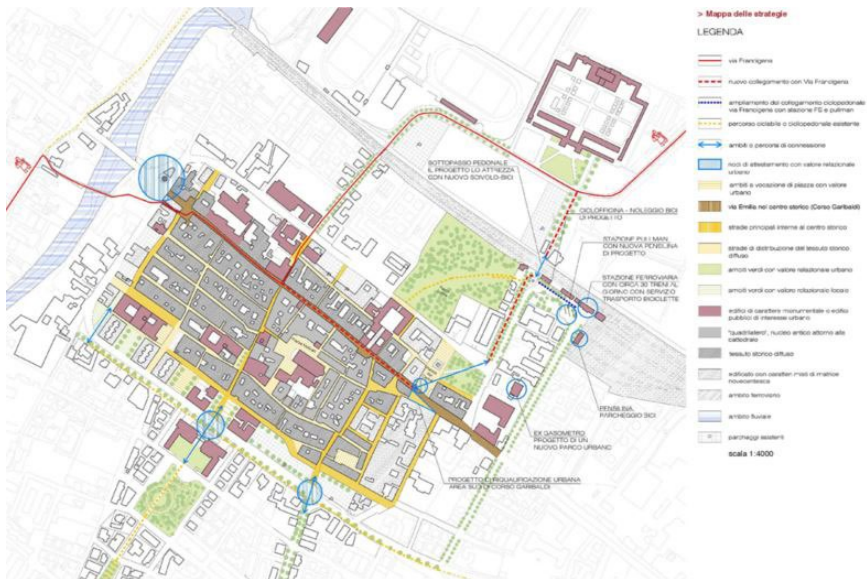 > Mappa delle strategie
LEGENDA
via Francigena
nuovo collegamento con Via Francigena
ampliamento del collegamento ciclopedonale
via Francigena con stazione FS e pullman
percorso ciclabile o ciclopedonale esistente
ambiti o percorsi di connessione
nodi di attestamento con valore relazionale
urbano
ambiti a vocazione di piazza con valore
urbano
via Emilia nel centro storico (Corso Garibaldi)
strade principali interne al centro storico
strade di distribuzione del tessuto storico
diffuso
ambiti verdi con valore relazionale urbano
ambiti verdi con valore relazionale locale
edifici di carattere monumentale o edifici
pubblici di interesse urbano
"quadrilatero", nucleo antico attorno alla
cattedrale
tessuto storico diffuso
edificato con caratteri misti di matrice
novecentesca
ambito ferroviario
ambito fluviale
parcheggi esistenti
scala 1:4000
SOTTOPASSO PEDONALE
IL PROGETTO LO ATTREZZA
CON NUOVO SCIVOLO-BICI
CICLOFFICINA - NOLEGGIO BICI
DI PROGETTO
STAZIONE PULLMAN
CON NUOVA PENSILINA
DI PROGETTO
STAZIONE FERROVIARIA
CON CIRCA 30 TRENI AL
GIORNO CON SERVIZIO
TRASPORTO BICICLETTE
PENSILINA
PARCHEGGIO BICI
EX GASOMETRO
PROGETTO DI UN
NUOVO PARCO URBANO
PROGETTO DI RIQUALIFICAZIONE URBANA
AREA SUD DI CORSO GARIBALDI